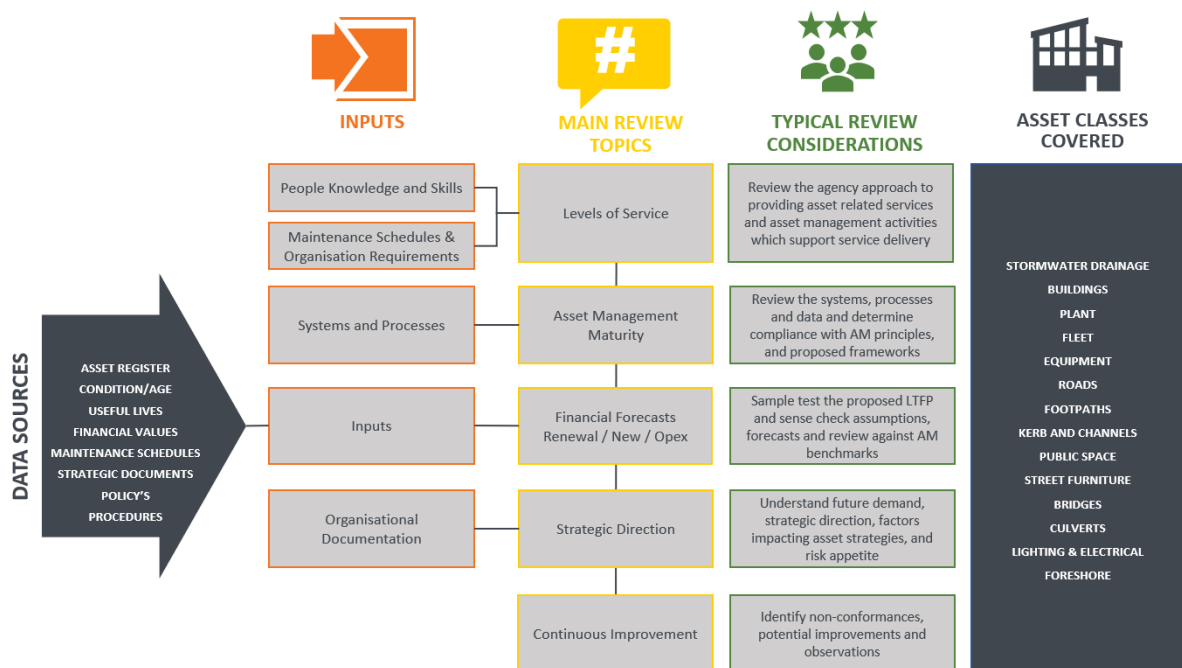 #
INPUTS
MAIN REVIEW
TOPICS
TYPICAL REVIEW
CONSIDERATIONS
ASSET CLASSES
COVERED
DATA SOURCES
ASSET REGISTER
CONDITION/AGE
USEFUL LIVES
FINANCIAL VALUES
MAINTENANCE SCHEDULES
STRATEGIC DOCUMENTS
POLICY'S
PROCEDURES
People Knowledge and Skills
Maintenance Schedules &
Organisation Requirements
Systems and Processes
Inputs
Organisational
Documentation
Levels of Service
Asset Management
Maturity
Financial Forecasts
Renewal / New / Opex
Strategic Direction
Continuous Improvement
Review the agency approach to
providing asset related services
and asset management activities
which support service delivery
Review the systems, processes
and data and determine
compliance with AM principles,
and proposed frameworks
Sample test the proposed LTFP
and sense check assumptions,
forecasts and review against AM
benchmarks
Understand future demand,
strategic direction, factors
impacting asset strategies, and
risk appetite
Identify non-conformances,
potential improvements and
observations
STORMWATER DRAINAGE
BUILDINGS
PLANT
FLEET
EQUIPMENT
ROADS
FOOTPATHS
KERB AND CHANNELS
PUBLIC SPACE
STREET FURNITURE
BRIDGES
CULVERTS
LIGHTING & ELECTRICAL
FORESHORE